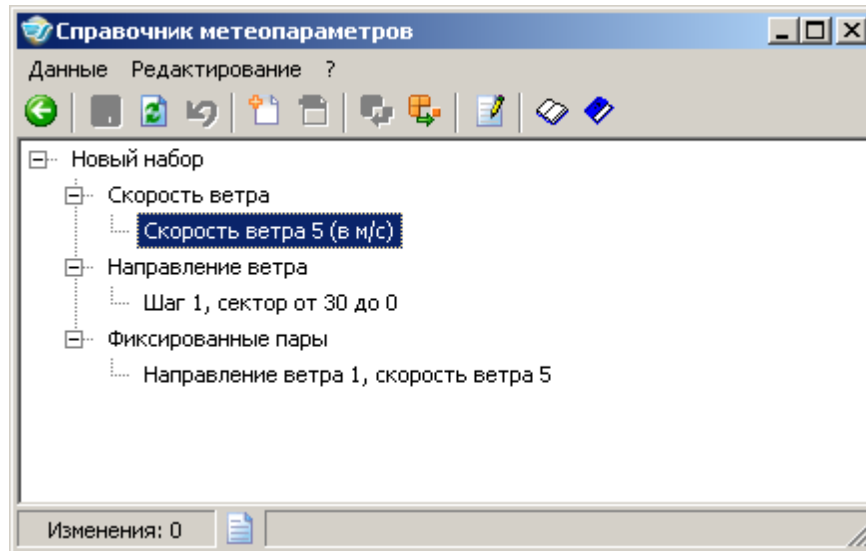 Справочник метеопараметров
Данные Редактирование ?
Новый набор
Скорость ветра
Скорость ветра 5 (в м/с)
Направление ветра
Шаг 1, сектор от 30 до 0
Фиксированные пары
Направление ветра 1, скорость ветра 5
Изменения: 0